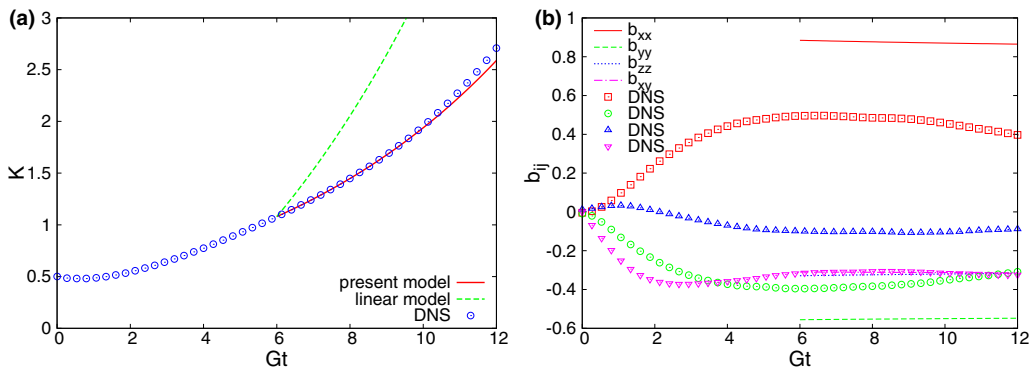 (a)
3
2.5
2
1.5
1
0.5
0
K
0 2 4 6 8 10 12
Gt
present model
linear model
DNS
(b)
1
0.8
0.6
0.4
0.2
0
-0.2
-0.4
-0.6
b_ij
0 2 4 6 8 10 12
Gt
b_xx
b_yy
b_zz
b_xy
DNS
DNS
DNS
DNS